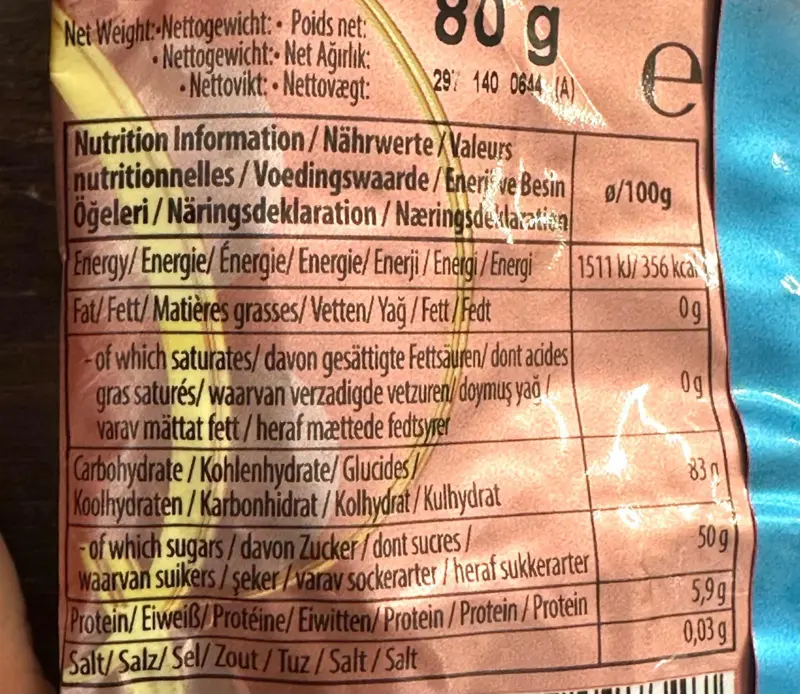 Net Weight:•Nettogewicht: • Poids net:
• Nettogewicht:• Net Ağırlık:
• Nettovikt: • Nettovægt:
80 g
140 0644 (A)
e
Nutrition Information / Nährwerte / Valeurs
nutritionnelles / Voedingswaarde / Enerji ve Besin
Öğeleri / Näringsdeklaration / Næringsdeklaration
ø/100g
Energy/ Energie/ Énergie/ Energie/ Enerji / Energi / Energi
1511 kJ/ 356 kcal
Fat/ Fett/ Matières grasses/ Vetten/ Yağ / Fett / Fedt
0 g
- of which saturates/ davon gesättigte Fettsäuren/ dont acides
gras saturés/ waarvan verzadigde vetzuren/ doymuş yağ /
varav mättat fett / heraf mættede fedtsyrer
0 g
Carbohydrate / Kohlenhydrate/ Glucides /
Koolhydraten / Karbonhidrat / Kolhydrat / Kulhydrat
83 g
- of which sugars / davon Zucker / dont sucres /
waarvan suikers / şeker / varav sockerarter / heraf sukkerarter
50 g
Protein/ Eiweiß/ Protéine/ Eiwitten/ Protein / Protein / Protein
5,9 g
Salt/ Salz/ Sel/ Zout / Tuz / Salt / Salt
0,03 g